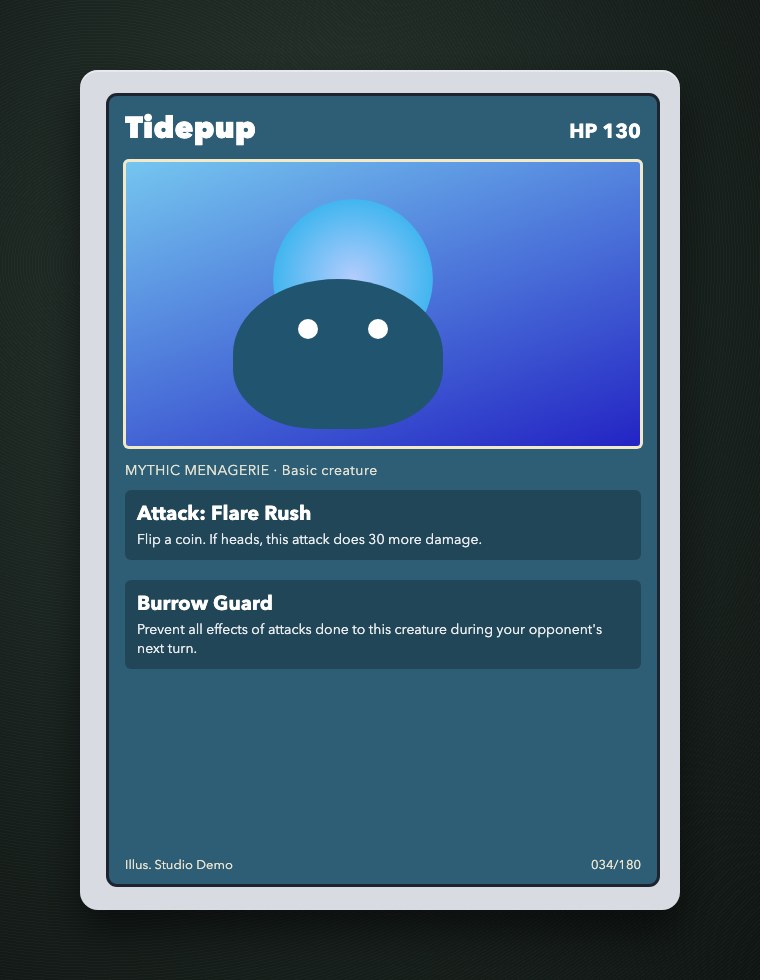 Tidepup
HP 130
MYTHIC MENAGERIE · Basic creature
Attack: Flare Rush
Flip a coin. If heads, this attack does 30 more damage.
Burrow Guard
Prevent all effects of attacks done to this creature during your opponent's
next turn.
Illus. Studio Demo
034/180